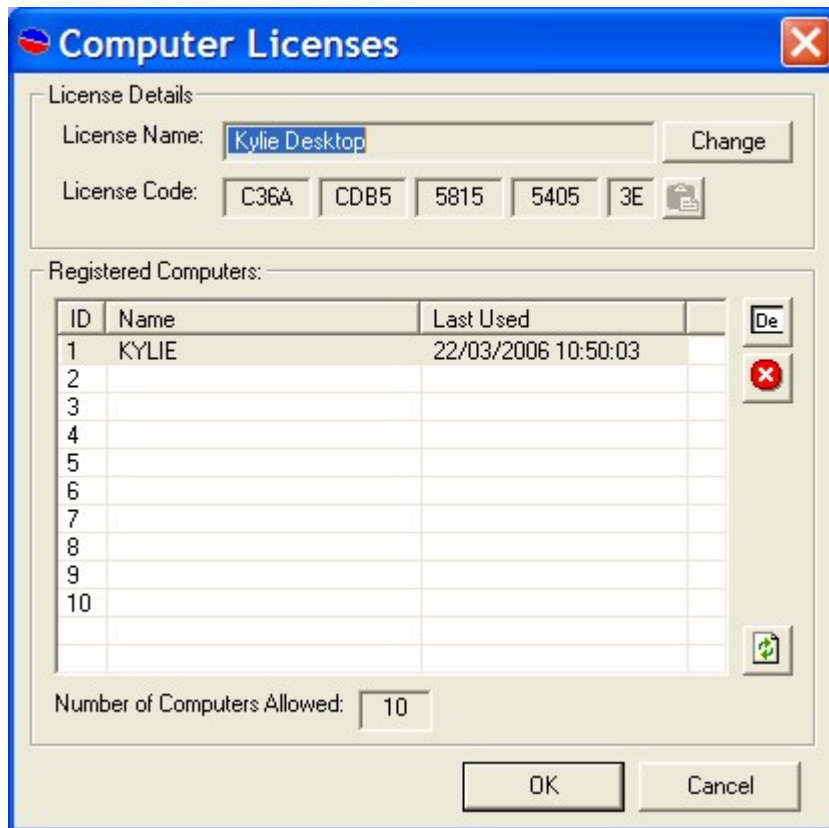 Computer Licenses
License Details
License Name: Kylie Desktop Change
License Code: C36A CDB5 5815 5405 3E
Registered Computers:
ID Name Last Used De
1 KYLIE 22/03/2006 10:50:03
2
3
4
5
6
7
8
9
10
Number of Computers Allowed: 10
OK Cancel